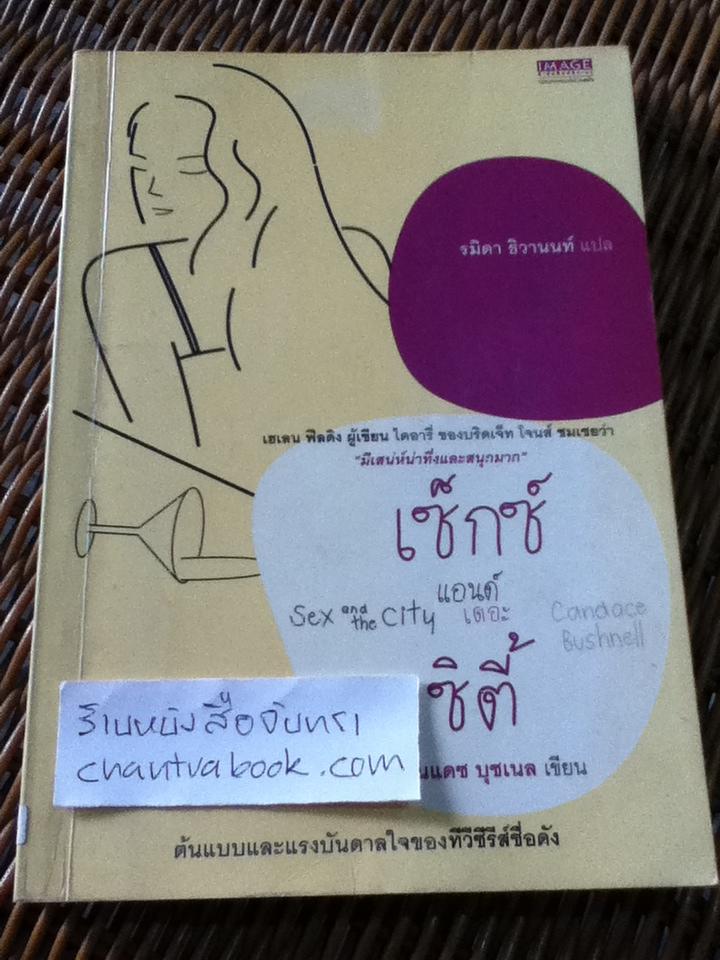 IMAGE
รมิดา ธิวานนท์ แปล
เฮเลน ฟีลดิง ผู้เขียน ไดอารี่ ของบริดเจ็ท โจนส์ ชมเชยว่า
"มีเสน่ห์น่าทึ่งและสนุกมาก"
เซ็กซ์
แอนด์
เดอะ
Sex and the City
Candace
Bushnell
ซิตี้
ร้านหนังสือจันทรา
chantrabook.com
แคนเดซ บุชเนล เขียน
ต้นแบบและแรงบันดาลใจของทีวีซีรีส์ชื่อดัง